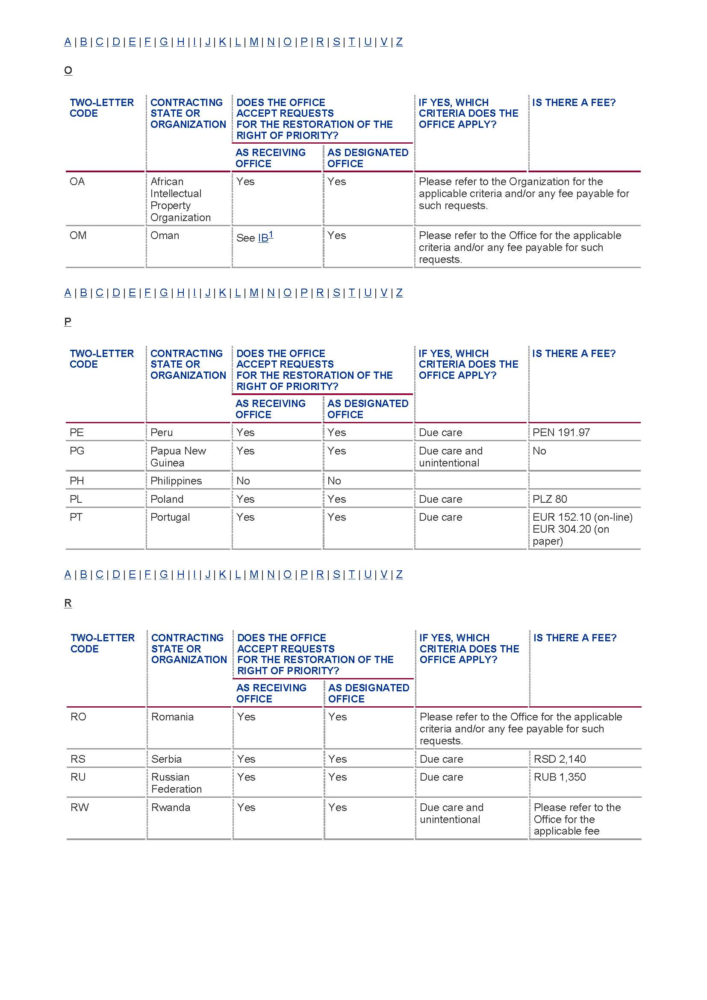 A | B | C | D | E | F | G | H | I | J | K | L | M | N | O | P | R | S | T | U | V | Z
O
TWO-LETTER CODE
CONTRACTING STATE OR ORGANIZATION
DOES THE OFFICE ACCEPT REQUESTS FOR THE RESTORATION OF THE RIGHT OF PRIORITY?
IF YES, WHICH CRITERIA DOES THE OFFICE APPLY?
IS THERE A FEE?
AS RECEIVING OFFICE
AS DESIGNATED OFFICE
OA
African
Intellectual
Property
Organization
Yes
Yes
Please refer to the Organization for the
applicable criteria and/or any fee payable for
such requests.
OM
Oman
See IB1
Yes
Please refer to the Office for the applicable
criteria and/or any fee payable for such
requests.
A | B | C | D | E | F | G | H | I | J | K | L | M | N | O | P | R | S | T | U | V | Z
P
TWO-LETTER
CODE
CONTRACTING
STATE OR
ORGANIZATION
DOES THE OFFICE
ACCEPT REQUESTS
FOR THE RESTORATION OF THE
RIGHT OF PRIORITY?
IF YES, WHICH
CRITERIA DOES THE
OFFICE APPLY?
IS THERE A FEE?
AS RECEIVING
OFFICE
AS DESIGNATED
OFFICE
PE
Peru
Yes
Yes
Due care
PEN 191.97
PG
Papua New
Guinea
Yes
Yes
Due care and
unintentional
No
PH
Philippines
No
No
PL
Poland
Yes
Yes
Due care
PLZ 80
PT
Portugal
Yes
Yes
Due care
EUR 152.10 (on-line)
EUR 304.20 (on
paper)
A | B | C | D | E | F | G | H | I | J | K | L | M | N | O | P | R | S | T | U | V | Z
R
TWO-LETTER
CODE
CONTRACTING
STATE OR
ORGANIZATION
DOES THE OFFICE
ACCEPT REQUESTS
FOR THE RESTORATION OF THE
RIGHT OF PRIORITY?
IF YES, WHICH
CRITERIA DOES THE
OFFICE APPLY?
IS THERE A FEE?
AS RECEIVING
OFFICE
AS DESIGNATED
OFFICE
RO
Romania
Yes
Yes
Please refer to the Office for the applicable
criteria and/or any fee payable for such
requests.
RS
Serbia
Yes
Yes
Due care
RSD 2,140
RU
Russian
Federation
Yes
Yes
Due care
RUB 1,350
RW
Rwanda
Yes
Yes
Due care and
unintentional
Please refer to the
Office for the
applicable fee